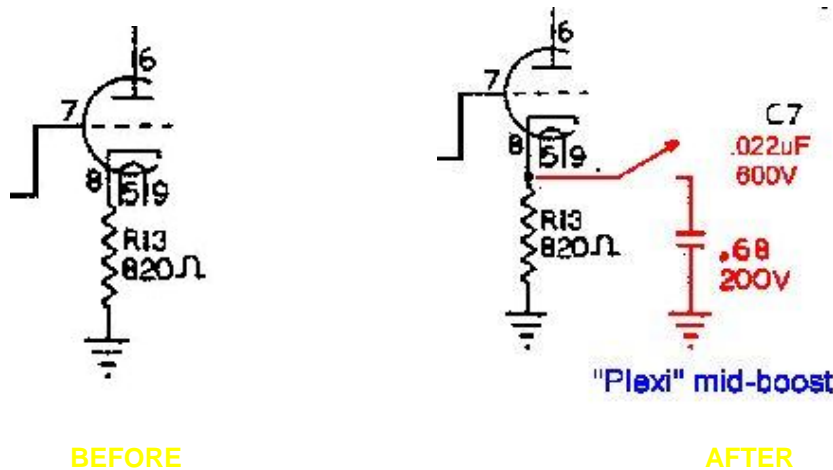 6
7
8
5 9
R13
820Ω
6
7
8
5 9
R13
820Ω
C7
.022uF
600V
.68
200V
"Plexi" mid-boost
BEFORE
AFTER